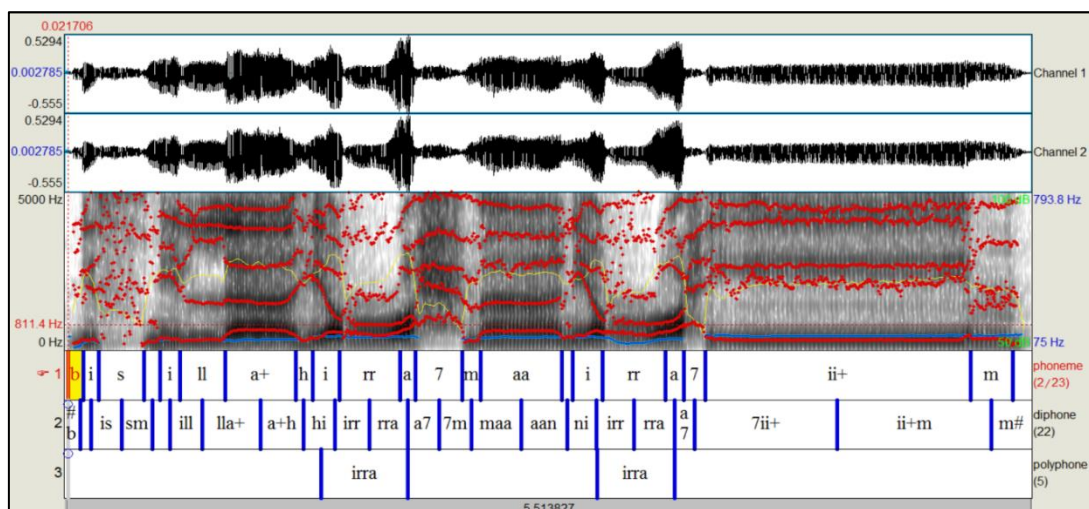 0.021706
0.5294
0.002785
-0.555
Channel 1
0.5294
0.002785
-0.555
Channel 2
5000 Hz
793.8 Hz
811.4 Hz
0 Hz
75 Hz
1 b i s i ll a+ h i rr a 7 m aa i rr a 7 ii+ m phoneme (2/23)
2 #b is sm ill lla+ a+h hi irr rra a7 7m maa aan ni irr rra a7 7ii+ ii+m m# diphone (22)
3 irra irra polyphone (5)
5.513827